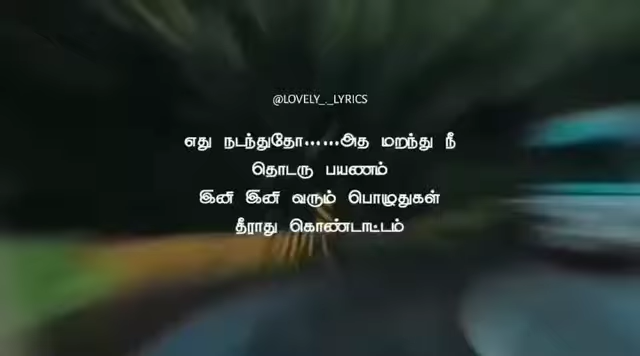 @LOVELY_._LYRICS
எது நடந்துதோ......அத மறந்து நீ
தொடரு பயணம்
இனி இனி வரும் பொழுதுகள்
தீராது கொண்டாட்டம்